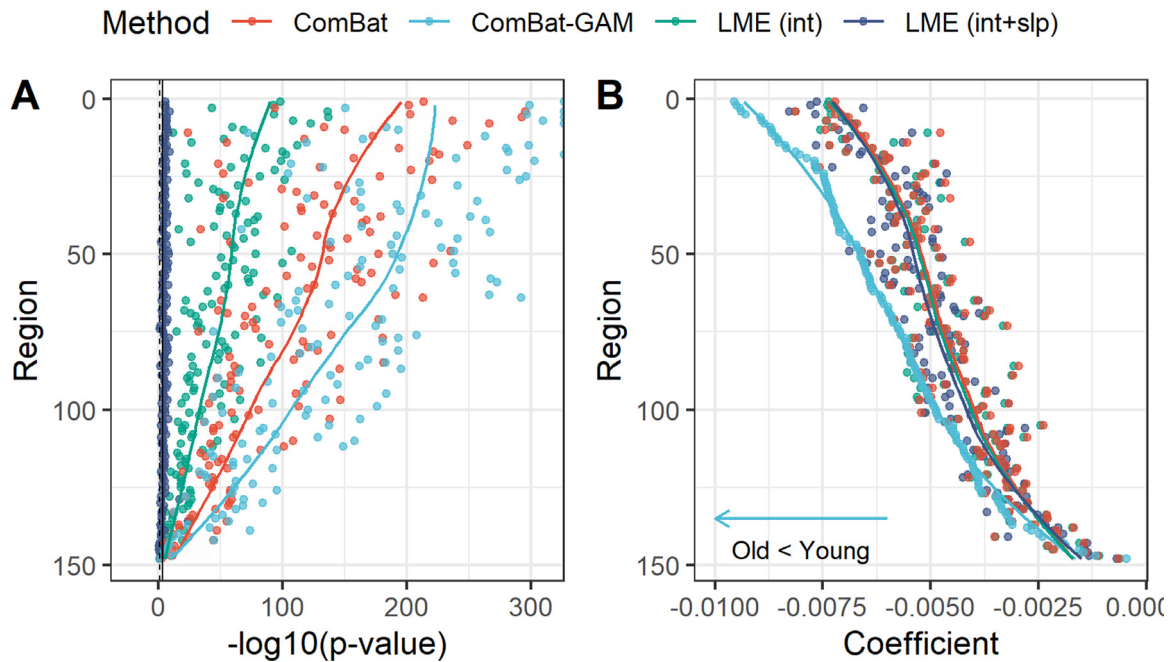 Method ComBat ComBat-GAM LME (int) LME (int+slp)
A
B
0
50
100
150
Region
0
100
200
300
-log10(p-value)
0
50
100
150
Region
Old < Young
-0.0100 -0.0075 -0.0050 -0.0025 0.000
Coefficient